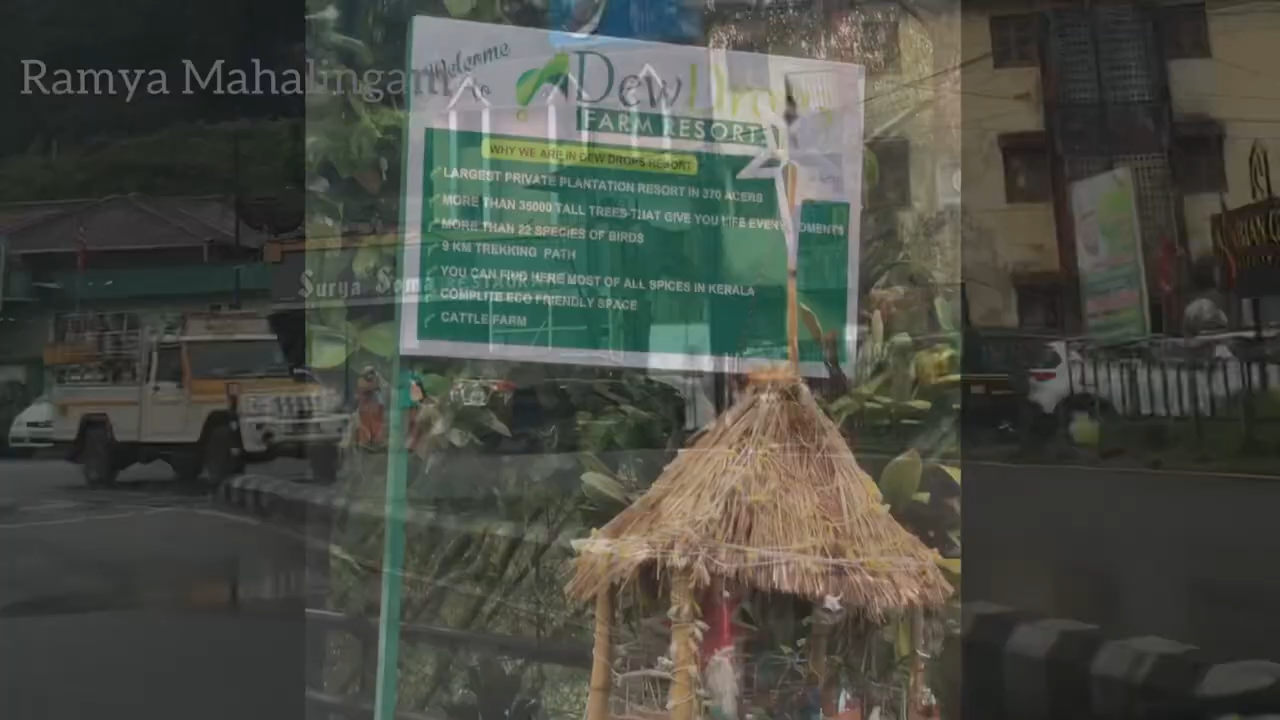 Ramya Mahalingam
Welcome
to
Dew Drops
FARM RESORT
WHY WE ARE IN DEW DROPS RESORT
LARGEST PRIVATE PLANTATION RESORT IN 370 ACERS
MORE THAN 35000 TALL TREES THAT GIVE YOU LIFE EVERY MOMENTS
MORE THAN 22 SPECIES OF BIRDS
9 KM TREKKING PATH
YOU CAN FIND HERE MOST OF ALL SPICES IN KERALA
COMPLITE ECO FRIENDLY SPACE
CATTLE FARM
Surya Soma RESTAURANT